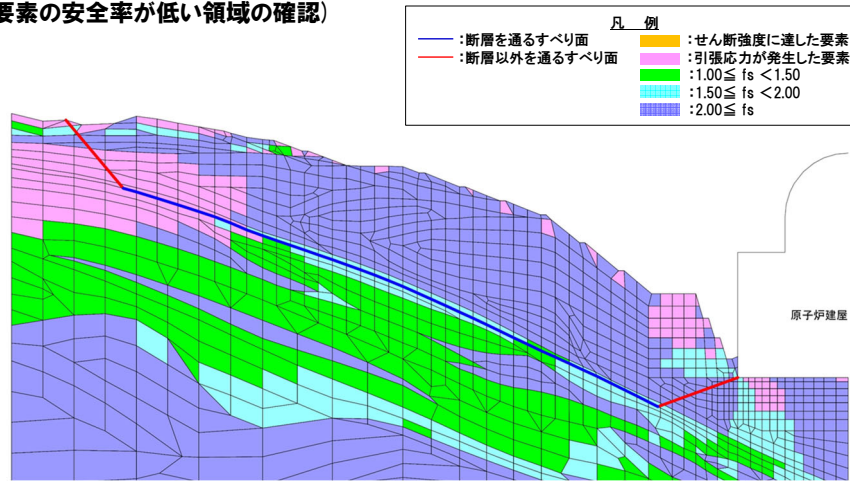 要素の安全率が低い領域の確認)
凡 例
:断層を通るすべり面
:断層以外を通るすべり面
:せん断強度に達した要素
:引張応力が発生した要素
:1.00≦ fs <1.50
:1.50≦ fs <2.00
:2.00≦ fs
原子炉建屋